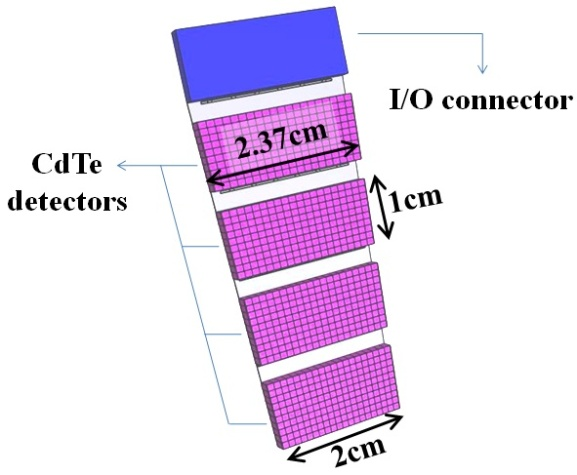 I/O connector
2.37cm
CdTe
detectors
1cm
2cm